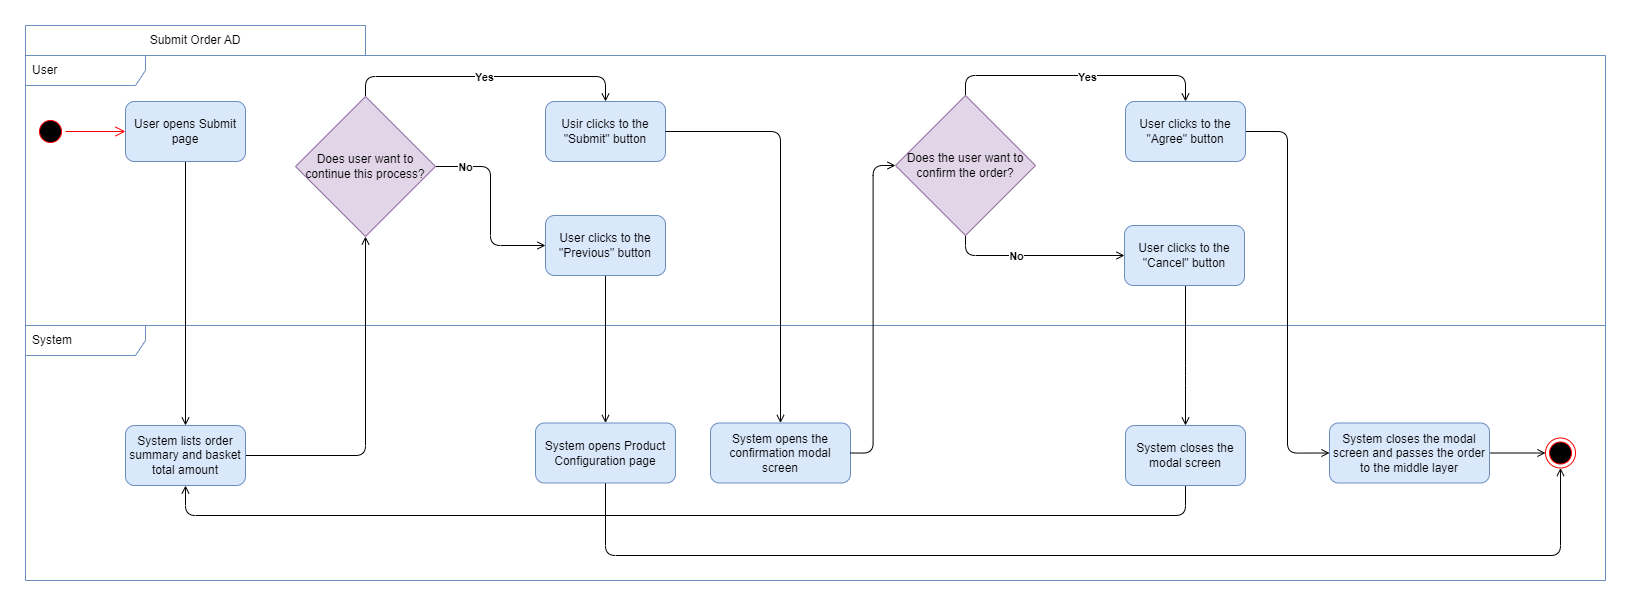 Submit Order AD
User
Yes
Yes
User opens Submit
page
Does user want to
continue this process?
No
Usir clicks to the
"Submit" button
User clicks to the
"Previous" button
Does the user want to
confirm the order?
No
User clicks to the
"Agree" button
User clicks to the
"Cancel" button
System
System lists order
summary and basket
total amount
System opens Product
Configuration page
System opens the
confirmation modal
screen
System closes the
modal screen
System closes the modal
screen and passes the order
to the middle layer